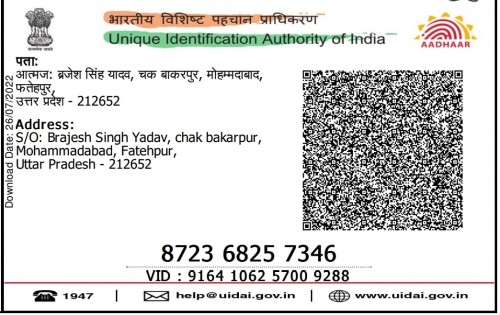 भारतीय विशिष्ट पहचान प्राधिकरण
Unique Identification Authority of India
AADHAAR
पता:
आत्मज: ब्रजेश सिंह यादव, चक बाकरपुर, मोहम्मदाबाद,
फतेहपुर,
उत्तर प्रदेश - 212652
Address:
S/O: Brajesh Singh Yadav, chak bakarpur,
Mohammadabad, Fatehpur,
Uttar Pradesh - 212652
Download Date: 26/07/2022
8723 6825 7346
VID : 9164 1062 5700 9288
1947 | help@uidai.gov.in | www.uidai.gov.in